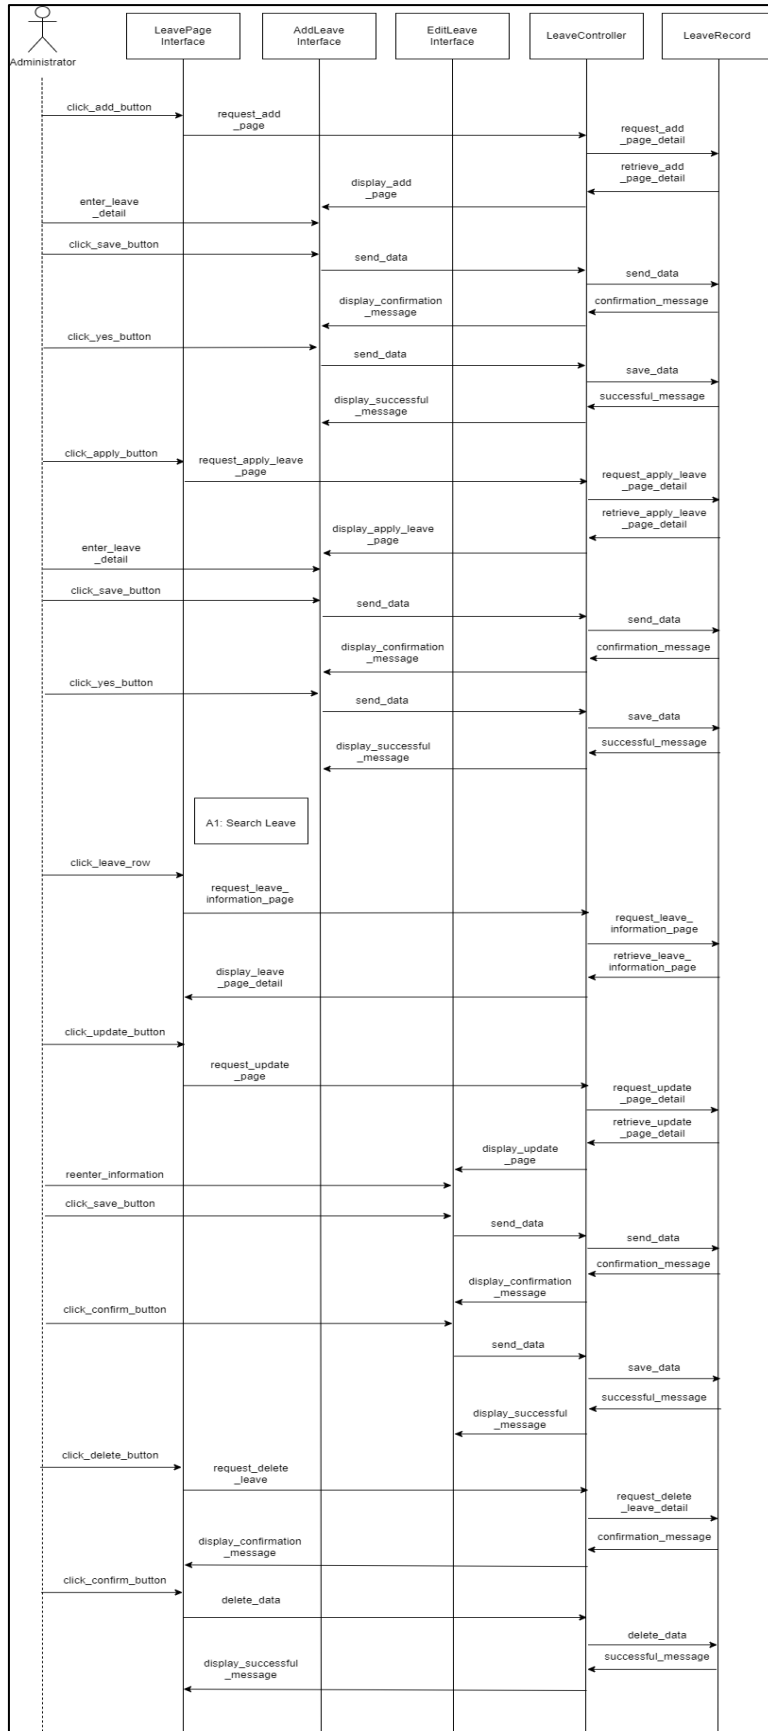 LeavePage
Interface
AddLeave
Interface
EditLeave
Interface
LeaveController
LeaveRecord
Administrator
click_add_button
request_add
_page
request_add
_page_detail
retrieve_add
_page_detail
display_add
_page
enter_leave
_detail
click_save_button
send_data
send_data
confirmation_message
display_confirmation
_message
click_yes_button
send_data
save_data
successful_message
display_successful
_message
click_apply_button
request_apply_leave
_page
request_apply_leave
_page_detail
retrieve_apply_leave
_page_detail
display_apply_leave
_page
enter_leave
_detail
click_save_button
send_data
send_data
confirmation_message
display_confirmation
_message
click_yes_button
send_data
save_data
successful_message
display_successful
_message
A1: Search Leave
click_leave_row
request_leave_
information_page
request_leave_
information_page
retrieve_leave_
information_page
display_leave
_page_detail
click_update_button
request_update
_page
request_update
_page_detail
retrieve_update
_page_detail
display_update
_page
reenter_information
click_save_button
send_data
send_data
confirmation_message
display_confirmation
_message
click_confirm_button
send_data
save_data
successful_message
display_successful
_message
click_delete_button
request_delete
_leave
request_delete
_leave_detail
confirmation_message
display_confirmation
_message
click_confirm_button
delete_data
delete_data
successful_message
display_successful
_message